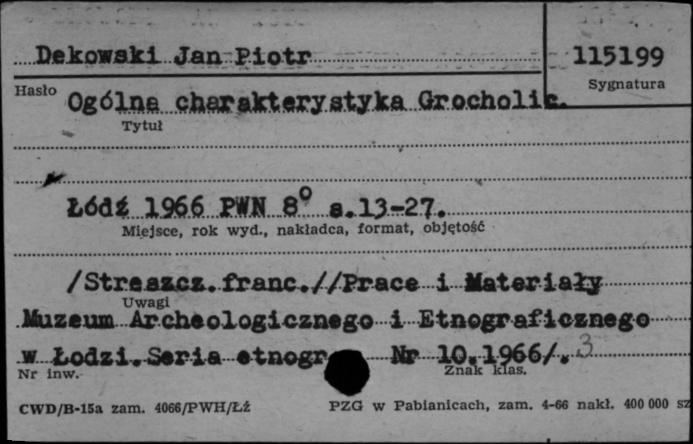 Dekowski Jan Piotr
115199
Hasło
Sygnatura
Ogólna charakterystyka Grocholic.
Tytuł
Łódź 1966 PWN 8° s.13-27.
Miejsce, rok wyd., nakładca, format, objętość
/Streszcz.franc.//Prace i Materiały
Uwagi
Muzeum Archeologicznego i Etnograficznego
w Łodzi.Seria etnogr Nr 10.1966/. 3
Nr inw.
Znak klas.
CWD/B-15a zam. 4066/PWH/Łź
PZG w Pabianicach, zam. 4-66 nakł. 400 000 sz